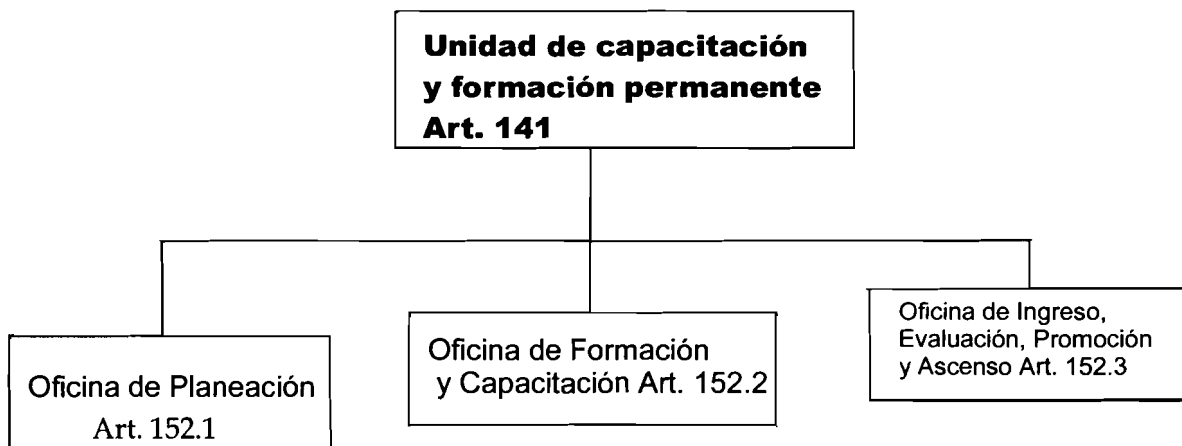 Unidad de capacitación
y formación permanente
Art. 141
Oficina de Planeación
Art. 152.1
Oficina de Formación
y Capacitación Art. 152.2
Oficina de Ingreso,
Evaluación, Promoción
y Ascenso Art. 152.3